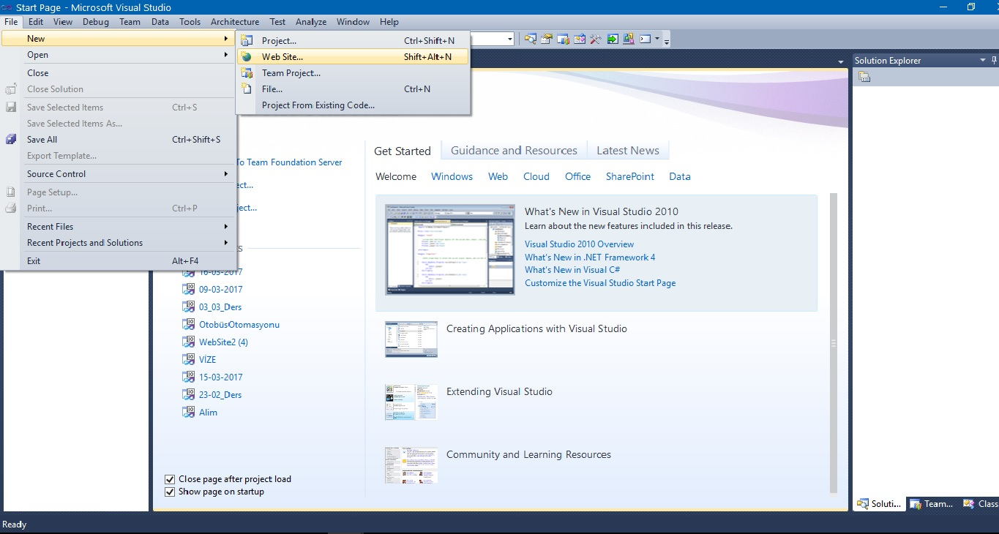 Start Page - Microsoft Visual Studio
File Edit View Debug Team Data Tools Architecture Test Analyze Window Help
New
Open
Close
Close Solution
Save Selected Items Ctrl+S
Save Selected Items As...
Save All Ctrl+Shift+S
Export Template...
Source Control
Page Setup...
Print... Ctrl+P
Recent Files
Recent Projects and Solutions
Exit Alt+F4
Project... Ctrl+Shift+N
Web Site... Shift+Alt+N
Team Project...
File... Ctrl+N
Project From Existing Code...
To Team Foundation Server
16-03-2017
09-03-2017
03_03_Ders
OtobüsOtomasyonu
WebSite2 (4)
VİZE
15-03-2017
23-02_Ders
Alim
Close page after project load
Show page on startup
Get Started Guidance and Resources Latest News
Welcome Windows Web Cloud Office SharePoint Data
What's New in Visual Studio 2010
Learn about the new features included in this release.
Visual Studio 2010 Overview
What's New in .NET Framework 4
What's New in Visual C#
Customize the Visual Studio Start Page
Creating Applications with Visual Studio
Extending Visual Studio
Community and Learning Resources
Solution Explorer
Soluti... Team... Class
Ready